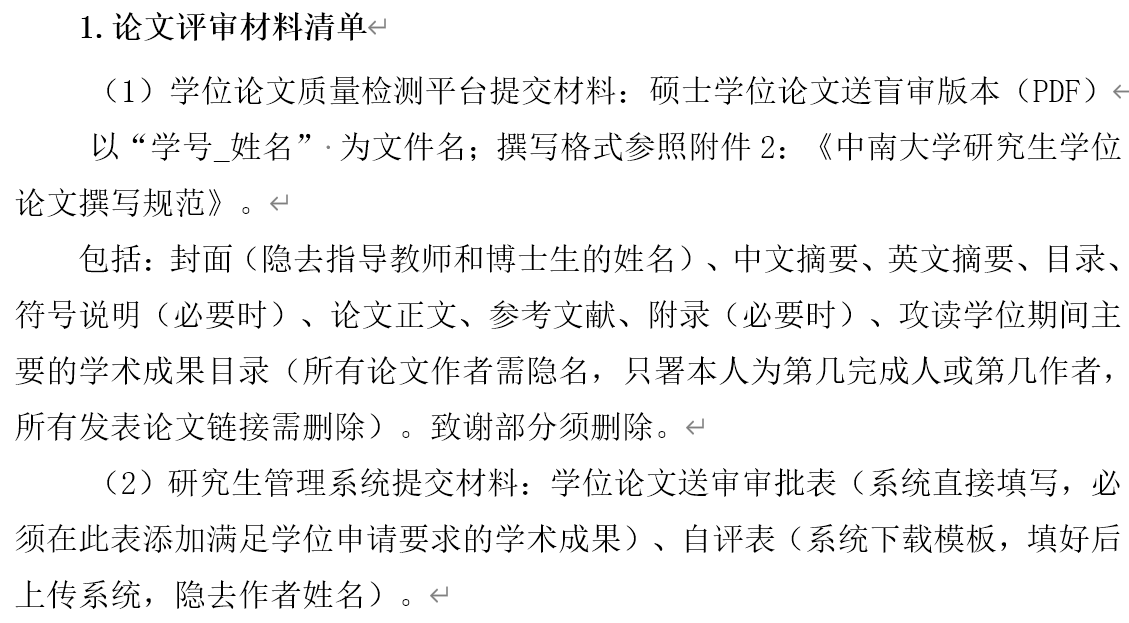 1.论文评审材料清单
（1）学位论文质量检测平台提交材料：硕士学位论文送盲审版本（PDF）
以“学号_姓名” 为文件名；撰写格式参照附件2：《中南大学研究生学位
论文撰写规范》。
包括：封面（隐去指导教师和博士生的姓名）、中文摘要、英文摘要、目录、
符号说明（必要时）、论文正文、参考文献、附录（必要时）、攻读学位期间主
要的学术成果目录（所有论文作者需隐名，只署本人为第几完成人或第几作者，
所有发表论文链接需删除）。致谢部分须删除。
（2）研究生管理系统提交材料：学位论文送审审批表（系统直接填写，必
须在此表添加满足学位申请要求的学术成果）、自评表（系统下载模板，填好后
上传系统，隐去作者姓名）。